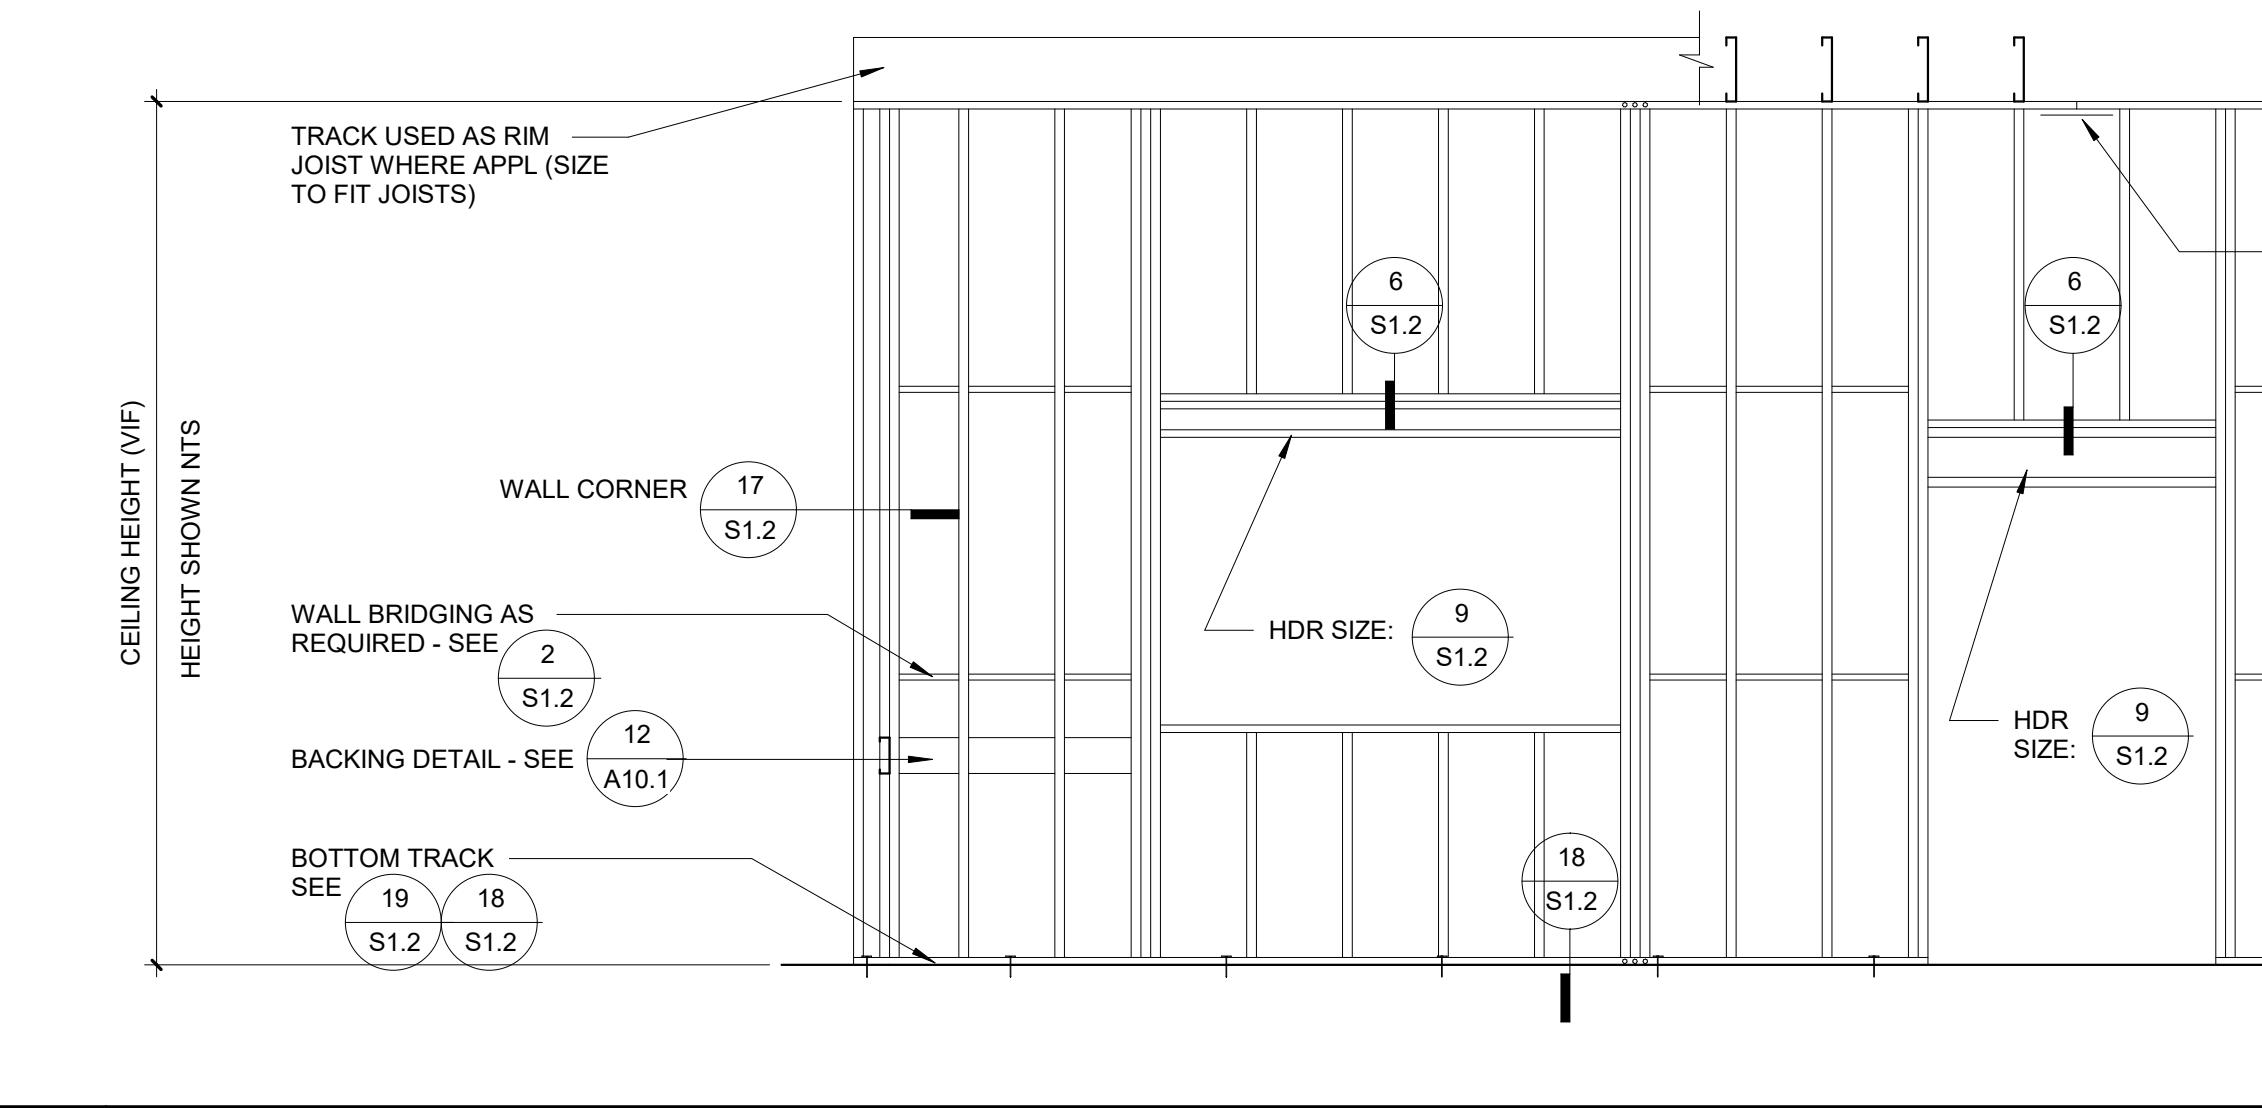 TRACK USED AS RIM
JOIST WHERE APPL (SIZE
TO FIT JOISTS)
6
S1.2
6
S1.2
CEILING HEIGHT (VIF)
HEIGHT SHOWN NTS
WALL CORNER
17
S1.2
WALL BRIDGING AS
REQUIRED - SEE
2
S1.2
HDR SIZE:
9
S1.2
HDR
SIZE:
9
S1.2
BACKING DETAIL - SEE
12
A10.1
BOTTOM TRACK
SEE
19
S1.2
18
S1.2
18
S1.2